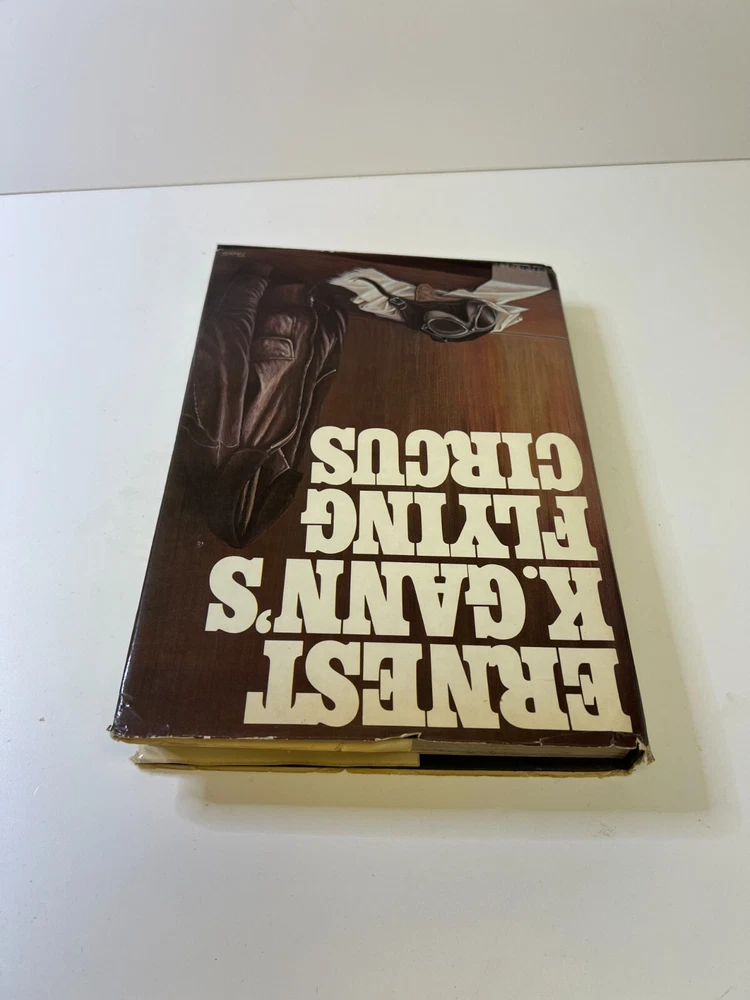 ERNEST
K. GANN'S
FLYING
CIRCUS